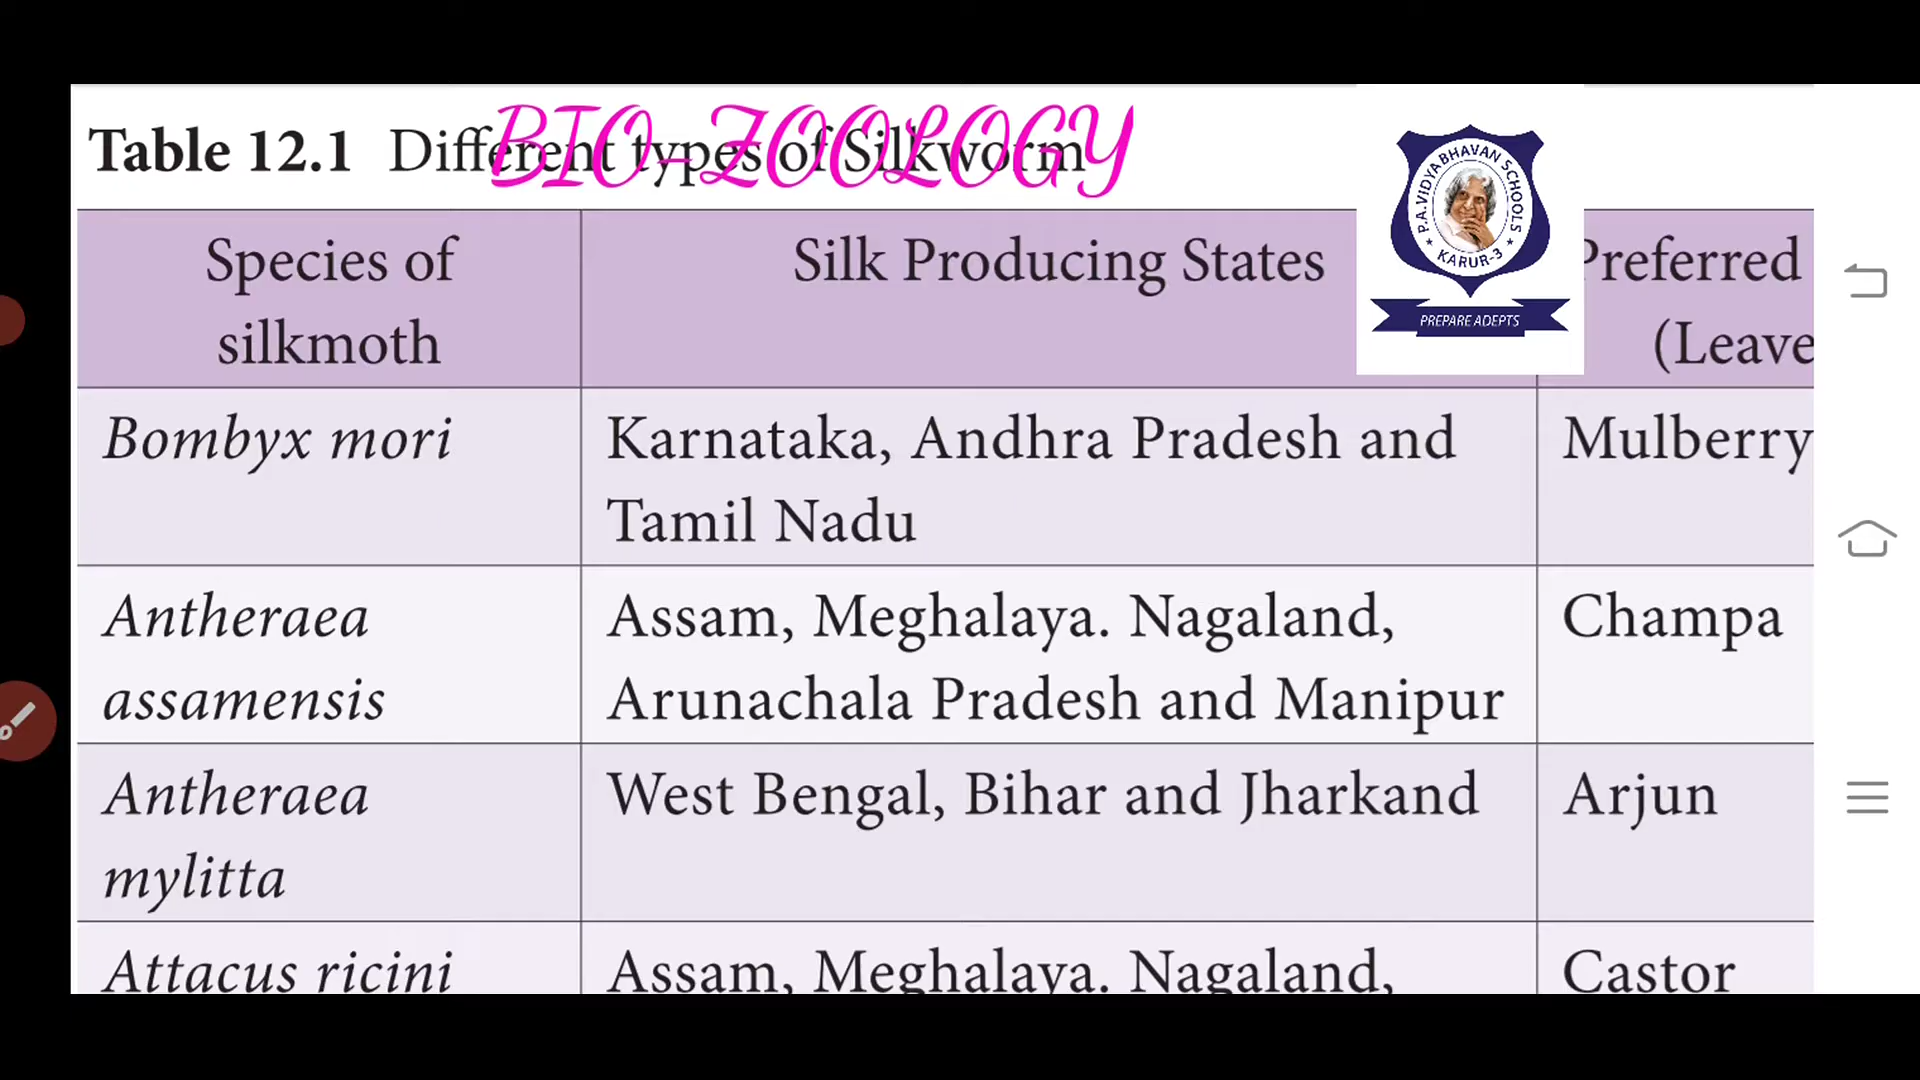 BIO-ZOOLOGY
Table 12.1 Different types of Silkworm
P.A.VIDYABHAVAN SCHOOLS
KARUR-3
PREPARE ADEPTS
Species of
silkmoth
Silk Producing States
Preferred
(Leave
Bombyx mori
Karnataka, Andhra Pradesh and
Tamil Nadu
Mulberry
Antheraea
assamensis
Assam, Meghalaya. Nagaland,
Arunachala Pradesh and Manipur
Champa
Antheraea
mylitta
West Bengal, Bihar and Jharkand
Arjun
Attacus ricini
Assam, Meghalaya. Nagaland,
Castor